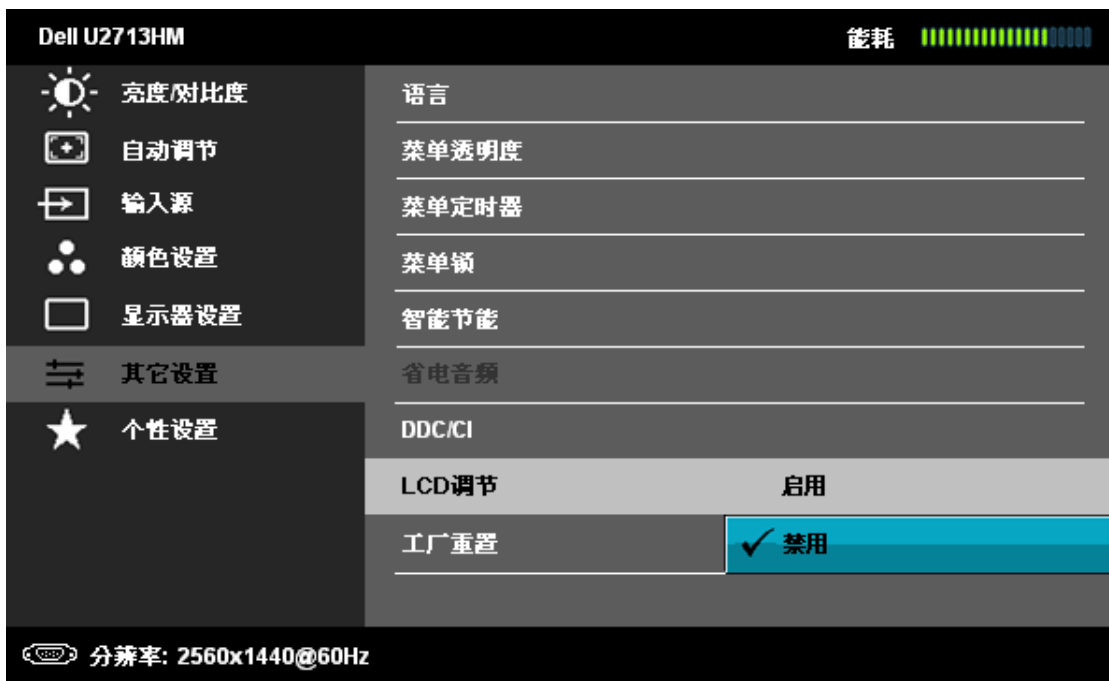 Dell U2713HM 能耗
亮度/对比度
自动调节
输入源
颜色设置
显示器设置
其它设置
个性设置
语言
菜单透明度
菜单定时器
菜单锁
智能节能
省电音频
DDC/CI
LCD调节 启用
工厂重置 禁用
分辨率: 2560x1440@60Hz